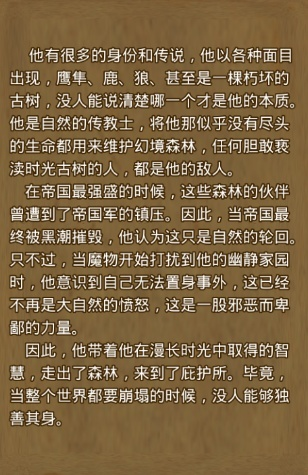 他有很多的身份和传说，他以各种面目
出现，鹰隼、鹿、狼、甚至是一棵朽坏的
古树，没人能说清楚哪一个才是他的本质。
他是自然的传教士，将他那似乎没有尽头
的生命都用来维护幻境森林，任何胆敢亵
渎时光古树的人，都是他的敌人。
在帝国最强盛的时候，这些森林的伙伴
曾遭到了帝国军的镇压。因此，当帝国最
终被黑潮摧毁，他认为这只是自然的轮回。
只不过，当魔物开始打扰到他的幽静家园
时，他意识到自己无法置身事外，这已经
不再是大自然的愤怒，这是一股邪恶而卑
鄙的力量。
因此，他带着他在漫长时光中取得的智
慧，走出了森林，来到了庇护所。毕竟，
当整个世界都要崩塌的时候，没人能够独
善其身。